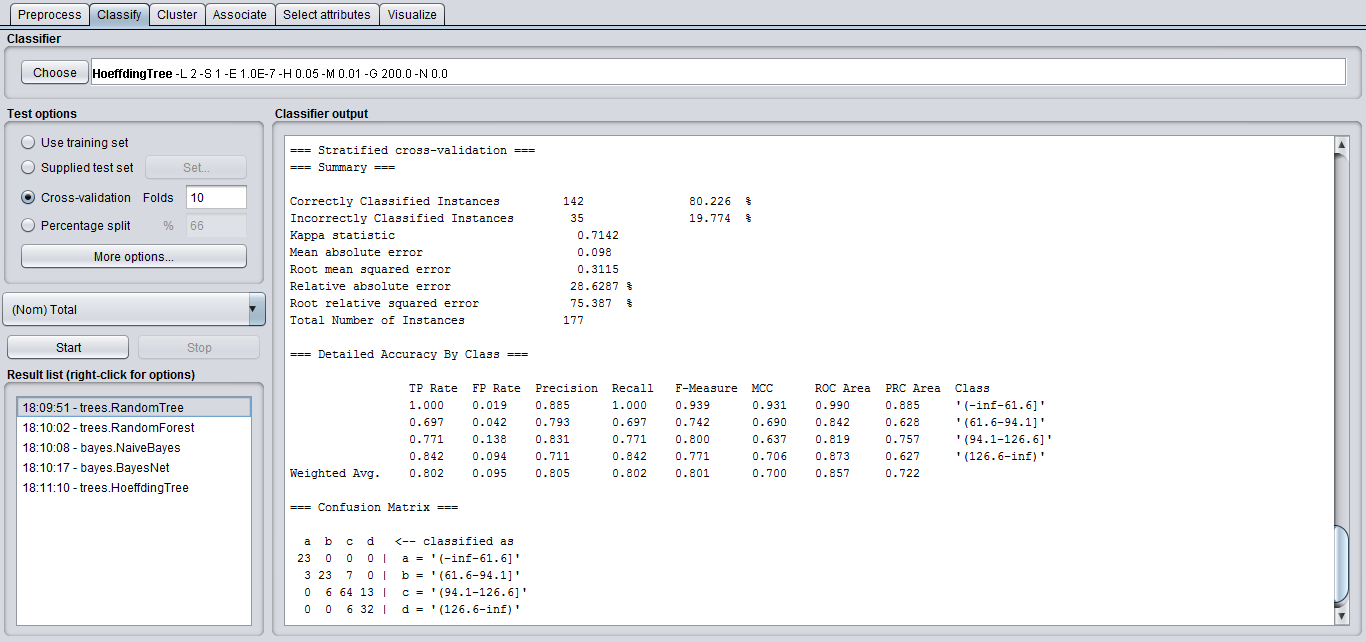 Preprocess Classify Cluster Associate Select attributes Visualize
Classifier
Choose HoeffdingTree -L 2 -S 1 -E 1.0E-7 -H 0.05 -M 0.01 -G 200.0 -N 0.0
Test options
Use training set
Supplied test set Set...
Cross-validation Folds 10
Percentage split % 66
More options...
(Nom) Total
Start Stop
Result list (right-click for options)
18:09:51 - trees.RandomTree
18:10:02 - trees.RandomForest
18:10:08 - bayes.NaiveBayes
18:10:17 - bayes.BayesNet
18:11:10 - trees.HoeffdingTree
Classifier output
=== Stratified cross-validation ===
=== Summary ===
Correctly Classified Instances 142 80.226 %
Incorrectly Classified Instances 35 19.774 %
Kappa statistic 0.7142
Mean absolute error 0.098
Root mean squared error 0.3115
Relative absolute error 28.6287 %
Root relative squared error 75.387 %
Total Number of Instances 177
=== Detailed Accuracy By Class ===
TP Rate FP Rate Precision Recall F-Measure MCC ROC Area PRC Area Class
1.000 0.019 0.885 1.000 0.939 0.931 0.990 0.885 '(-inf-61.6]'
0.697 0.042 0.793 0.697 0.742 0.690 0.842 0.628 '(61.6-94.1]'
0.771 0.138 0.831 0.771 0.800 0.637 0.819 0.757 '(94.1-126.6]'
0.842 0.094 0.711 0.842 0.771 0.706 0.873 0.627 '(126.6-inf)'
Weighted Avg. 0.802 0.095 0.805 0.802 0.801 0.700 0.857 0.722
=== Confusion Matrix ===
a b c d <-- classified as
23 0 0 0 | a = '(-inf-61.6]'
3 23 7 0 | b = '(61.6-94.1]'
0 6 64 13 | c = '(94.1-126.6]'
0 0 6 32 | d = '(126.6-inf)'